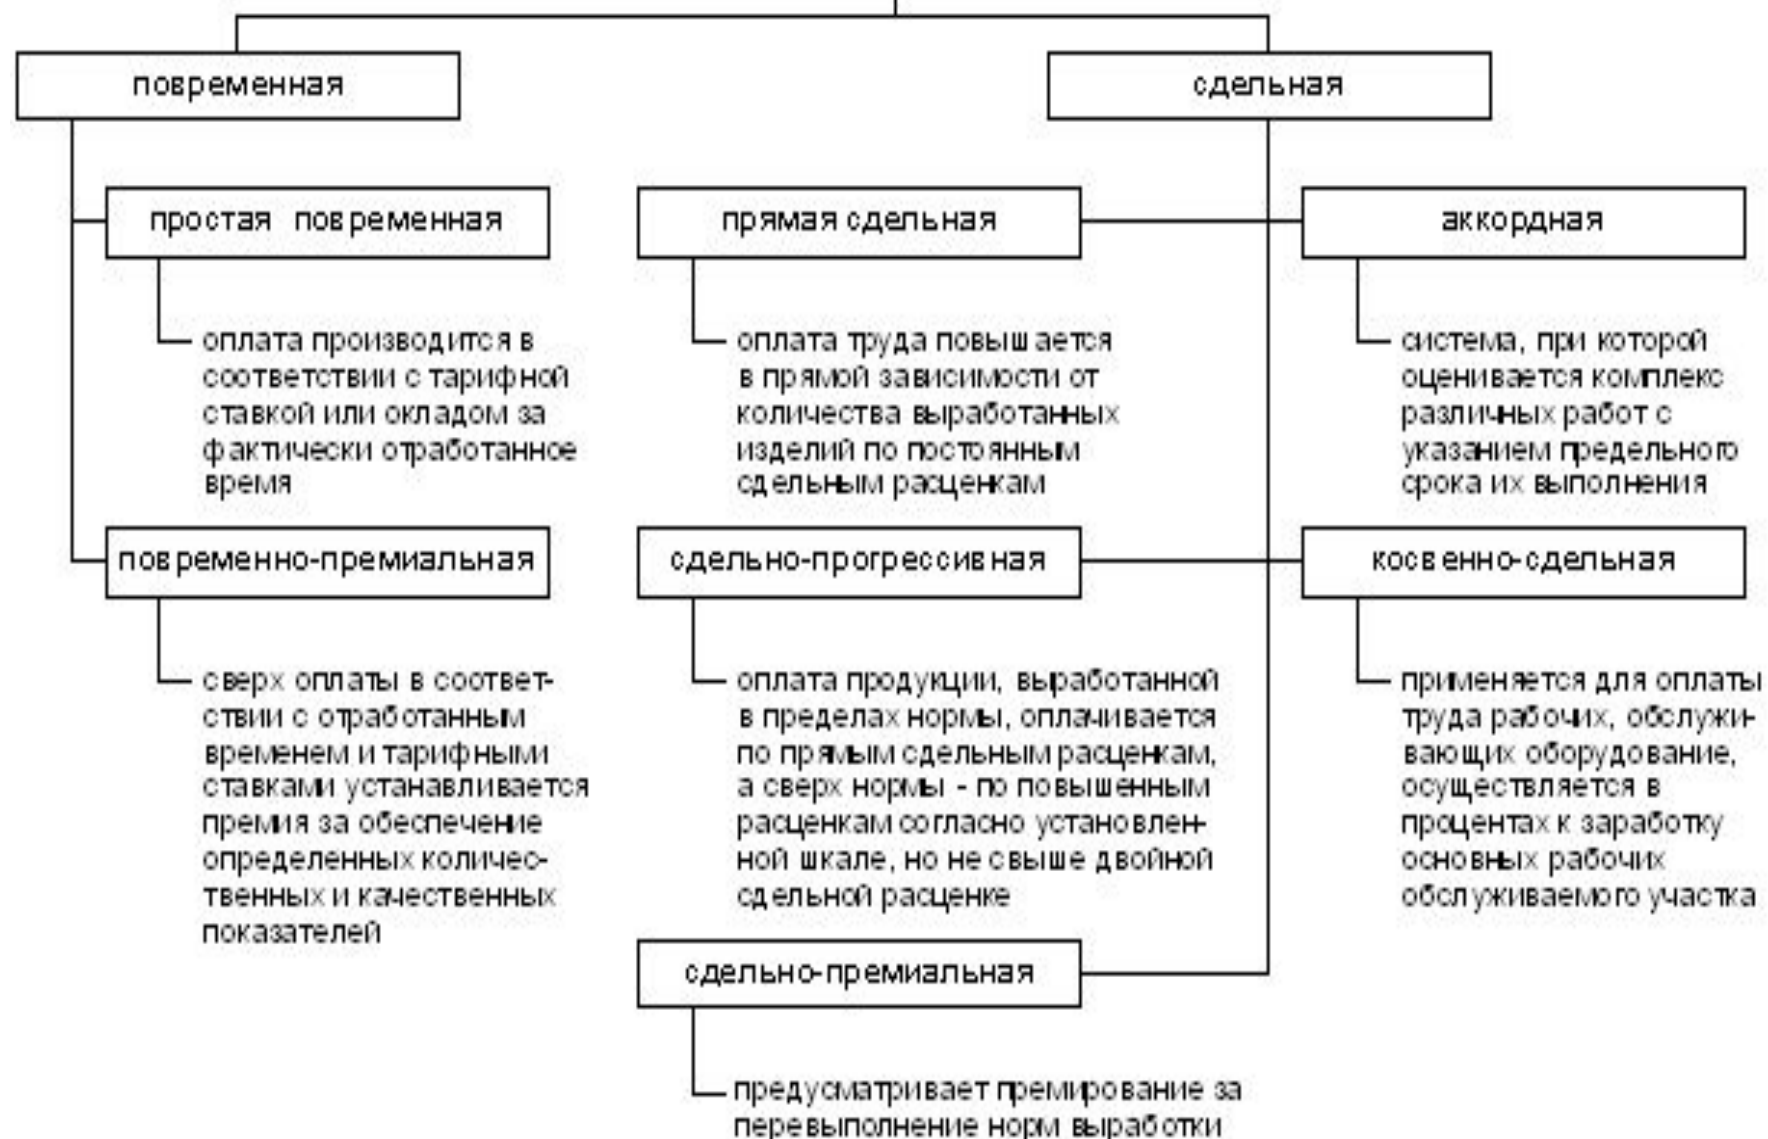 повременная
сдельная
простая повременная
прямая сдельная
аккордная
оплата производится в
соответствии с тарифной
ставкой или окладом за
фактически отработанное
время
оплата труда повышается
в прямой зависимости от
количества выработанных
изделий по постоянным
сдельным расценкам
система, при которой
оценивается комплекс
различных работ с
указанием предельного
срока их выполнения
повременно-премиальная
сдельно-прогрессивная
косвенно-сдельная
сверх оплаты в соответ-
ствии с отработанным
временем и тарифными
ставками устанавливается
премия за обеспечение
определенных количес-
твенных и качественных
показателей
оплата продукции, выработанной
в пределах нормы, оплачивается
по прямым сдельным расценкам,
а сверх нормы - по повышенным
расценкам согласно установлен-
ной шкале, но не свыше двойной
сдельной расценке
применяется для оплаты
труда рабочих, обслужи-
вающих оборудование,
осуществляется в
процентах к заработку
основных рабочих
обслуживаемого участка
сдельно-премиальная
предусматривает премирование за
перевыполнение норм выработки